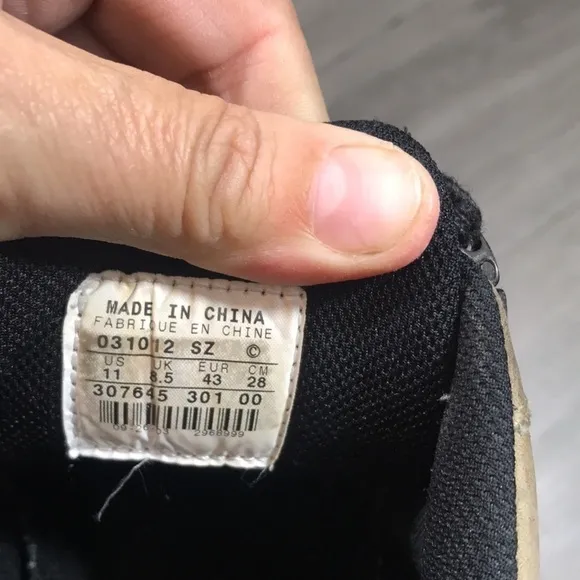 MADE IN CHINA
FABRIQUE EN CHINE
031012 SZ ©
US UK EUR CM
11 8.5 43 28
307645 301 00